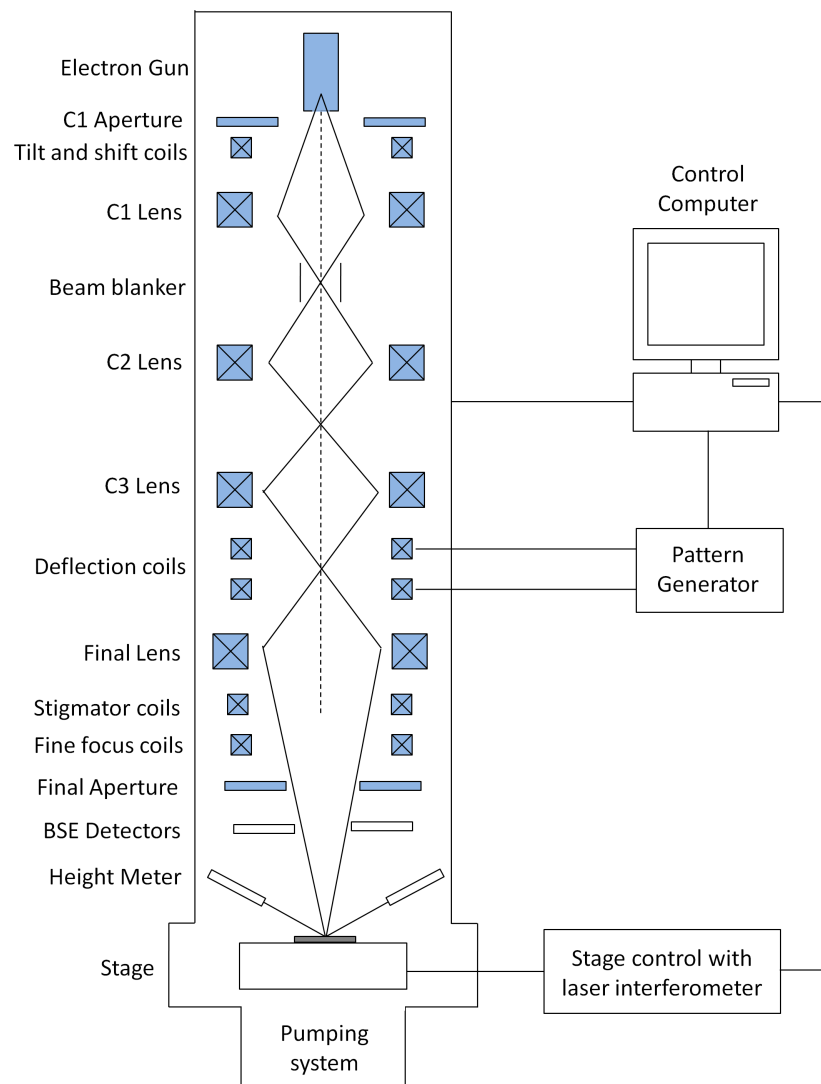 Electron Gun
C1 Aperture
Tilt and shift coils
C1 Lens
Beam blanker
C2 Lens
C3 Lens
Deflection coils
Final Lens
Stigmator coils
Fine focus coils
Final Aperture
BSE Detectors
Height Meter
Stage
Pumping
system
Control
Computer
Pattern
Generator
Stage control with
laser interferometer